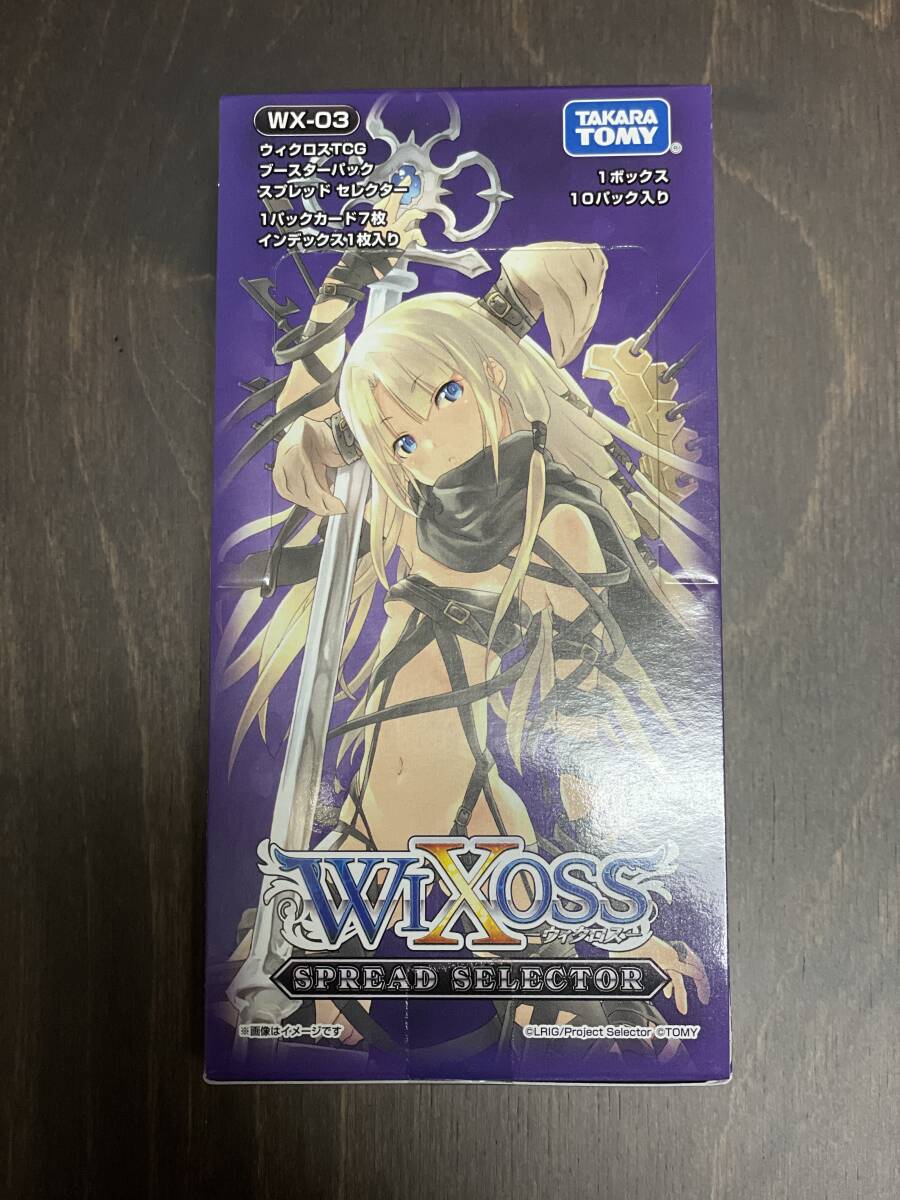 WX-03
ウィクロスTCG
ブースターパック
スプレッド セレクター
1パックカード7枚
インデックス1枚入り
TAKARA
TOMY
®
1ボックス
10パック入り
WIXOSS
ウィクロス
SPREAD SELECTOR
※画像はイメージです
©LRIG/Project Selector ©TOMY